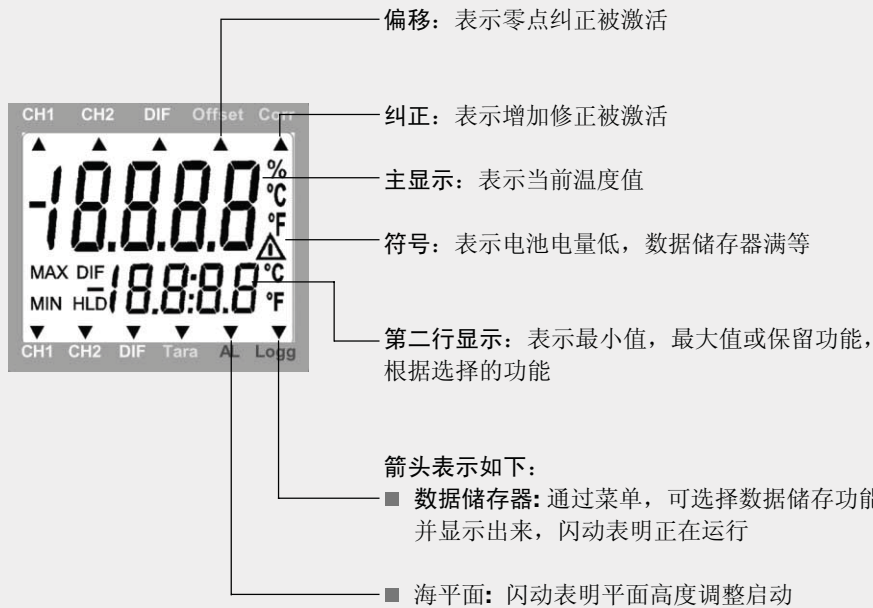 偏移：表示零点纠正被激活
CH1 CH2 DIF Offset Corr
纠正：表示增加修正被激活
-18.8.8.8 % °C °F
主显示：表示当前温度值
符号：表示电池电量低，数据储存器满等
MAX DIF
MIN HLD
-18.8:8.8 °C °F
第二行显示：表示最小值，最大值或保留功能，
根据选择的功能
CH1 CH2 DIF Tara AL Logg
箭头表示如下：
■ 数据储存器: 通过菜单，可选择数据储存功能
并显示出来，闪动表明正在运行
■ 海平面: 闪动表明平面高度调整启动